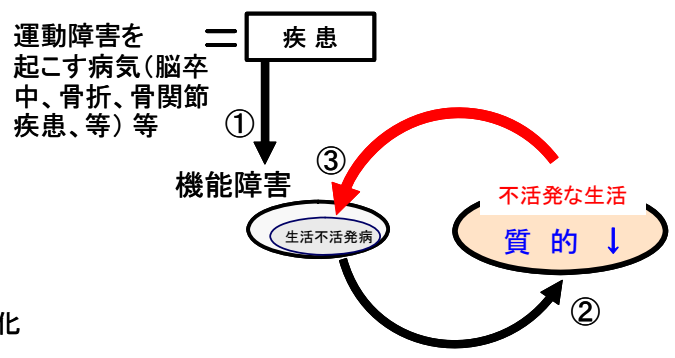 運動障害を
起こす病気（脳卒
中、骨折、骨関節
疾患、等）等
＝
疾 患
①
機能障害
③
生活不活発病
不活発な生活
質 的 ↓
②
化